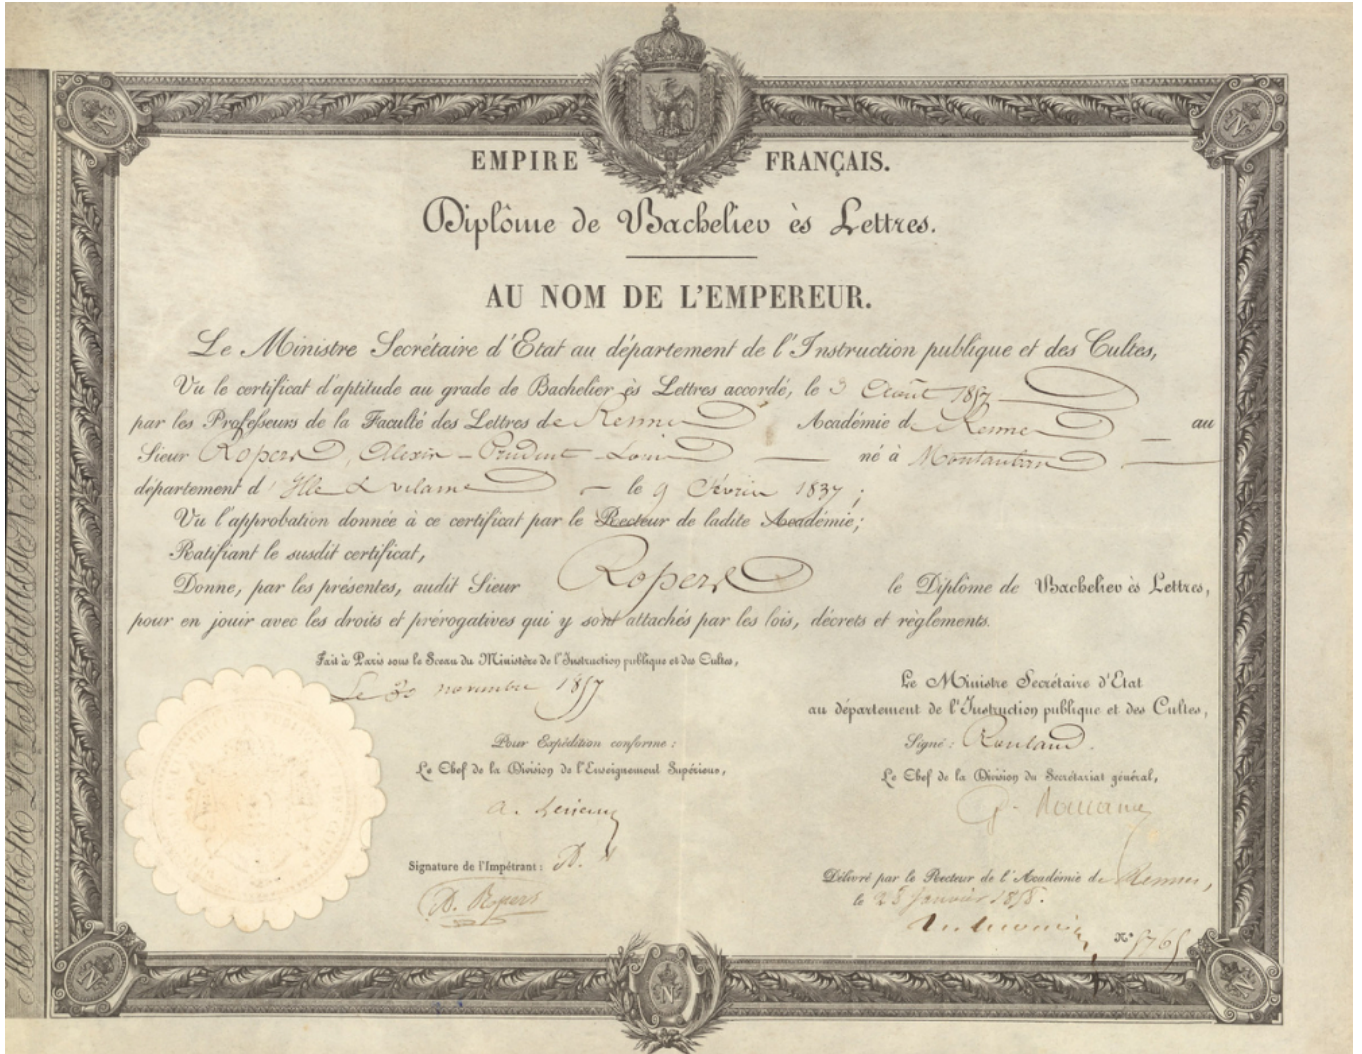 EMPIRE FRANÇAIS.
Diplôme de Bachelier ès Lettres.
AU NOM DE L'EMPEREUR.
Le Ministre Secrétaire d'Etat au département de l'Instruction publique et des Cultes,
Vu le certificat d'aptitude au grade de Bachelier ès Lettres accordé, le 3 Août 1857
par les Professeurs de la Faculté des Lettres de Rennes Académie de Rennes au
Sieur Ropers, Alexis-Prudent-Louis né à Montauban
département d'Ille & vilaine le 9 Février 1837;
Vu l'approbation donnée à ce certificat par le Recteur de ladite Académie;
Ratifiant le susdit certificat,
Donne, par les présentes, audit Sieur Ropers le Diplôme de Bachelier ès Lettres,
pour en jouir avec les droits et prérogatives qui y sont attachés par les lois, décrets et règlements.
Fait à Paris sous le Sceau du Ministère de l'Instruction publique et des Cultes,
Le 30 novembre 1857
Pour Expédition conforme:
Le Chef de la Division de l'Enseignement Supérieur,
Signature de l'Impétrant:
A. Ropers
Le Ministre Secrétaire d'Etat
au département de l'Instruction publique et des Cultes,
Signé: Rouland.
Le Chef de la Division du Secrétariat général,
Délivré par le Recteur de l'Académie de Rennes,
le 25 janvier 1858.
N° 5765
N
N
N
N
N